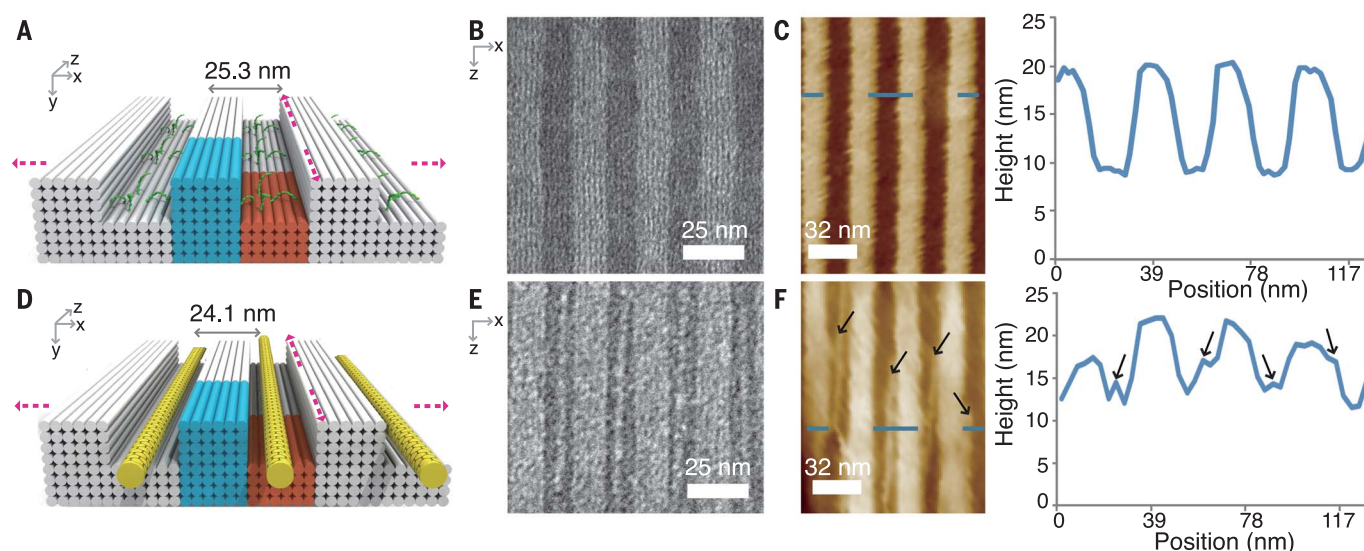 A
z
x
y
25.3 nm
B
x
z
25 nm
C
32 nm
Height (nm)
25
20
15
10
5
0
0 39 78 117
Position (nm)
D
z
x
y
24.1 nm
E
x
z
25 nm
F
32 nm
Height (nm)
25
20
15
10
5
0
0 39 78 117
Position (nm)